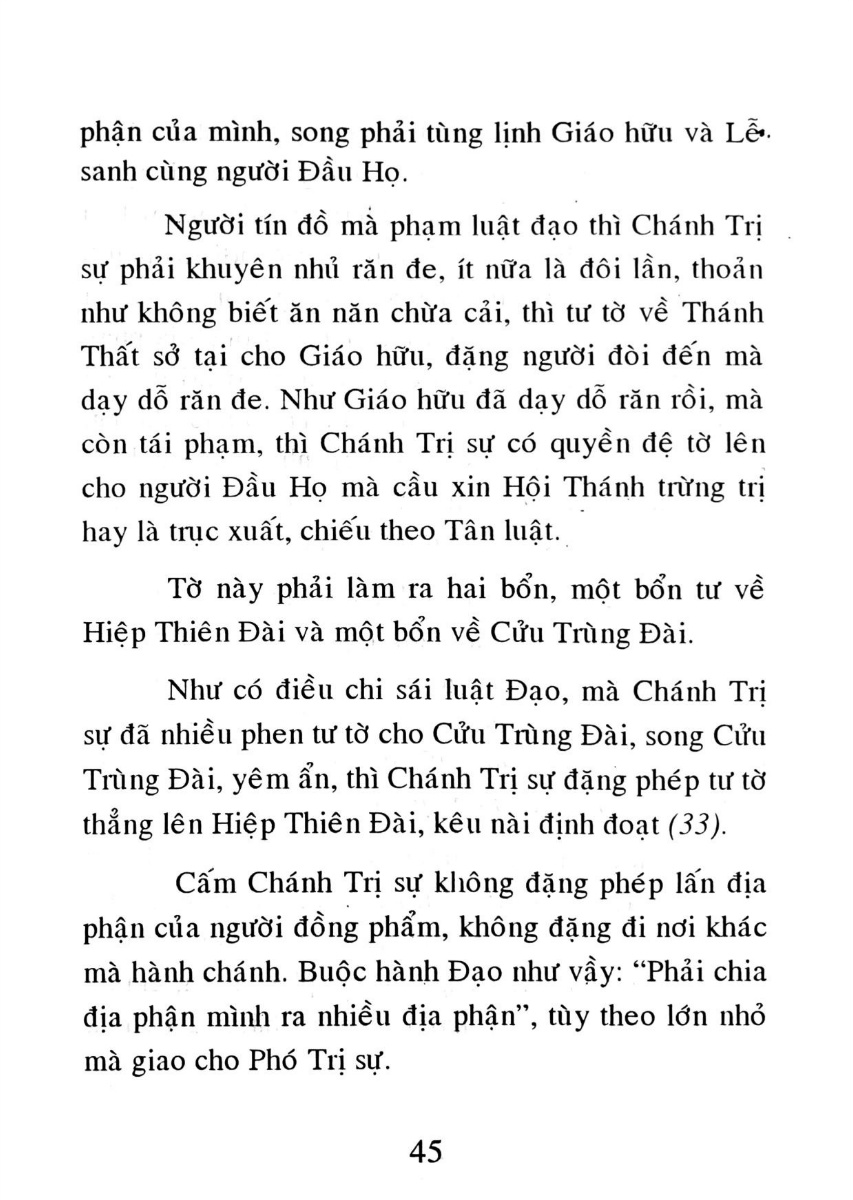 phận của mình, song phải tùng lịnh Giáo hữu và Lễ
sanh cùng người Đầu Họ.
Người tín đồ mà phạm luật đạo thì Chánh Trị
sự phải khuyên nhủ răn đe, ít nữa là đôi lần, thoản
như không biết ăn năn chừa cải, thì tư tờ về Thánh
Thất sở tại cho Giáo hữu, đặng người đòi đến mà
dạy dỗ răn đe. Như Giáo hữu đã dạy dỗ răn rồi, mà
còn tái phạm, thì Chánh Trị sự có quyền đệ tờ lên
cho người Đầu Họ mà cầu xin Hội Thánh trừng trị
hay là trục xuất, chiếu theo Tân luật.
Tờ này phải làm ra hai bổn, một bổn tư về
Hiệp Thiên Đài và một bổn về Cửu Trùng Đài.
Như có điều chi sái luật Đạo, mà Chánh Trị
sự đã nhiều phen tư tờ cho Cửu Trùng Đài, song Cửu
Trùng Đài, yêm ẩn, thì Chánh Trị sự đặng phép tư tờ
thẳng lên Hiệp Thiên Đài, kêu nài định đoạt (33).
Cấm Chánh Trị sự không đặng phép lấn địa
phận của người đồng phẩm, không đặng đi nơi khác
mà hành chánh. Buộc hành Đạo như vầy: “Phải chia
địa phận mình ra nhiều địa phận”, tùy theo lớn nhỏ
mà giao cho Phó Trị sự.
45